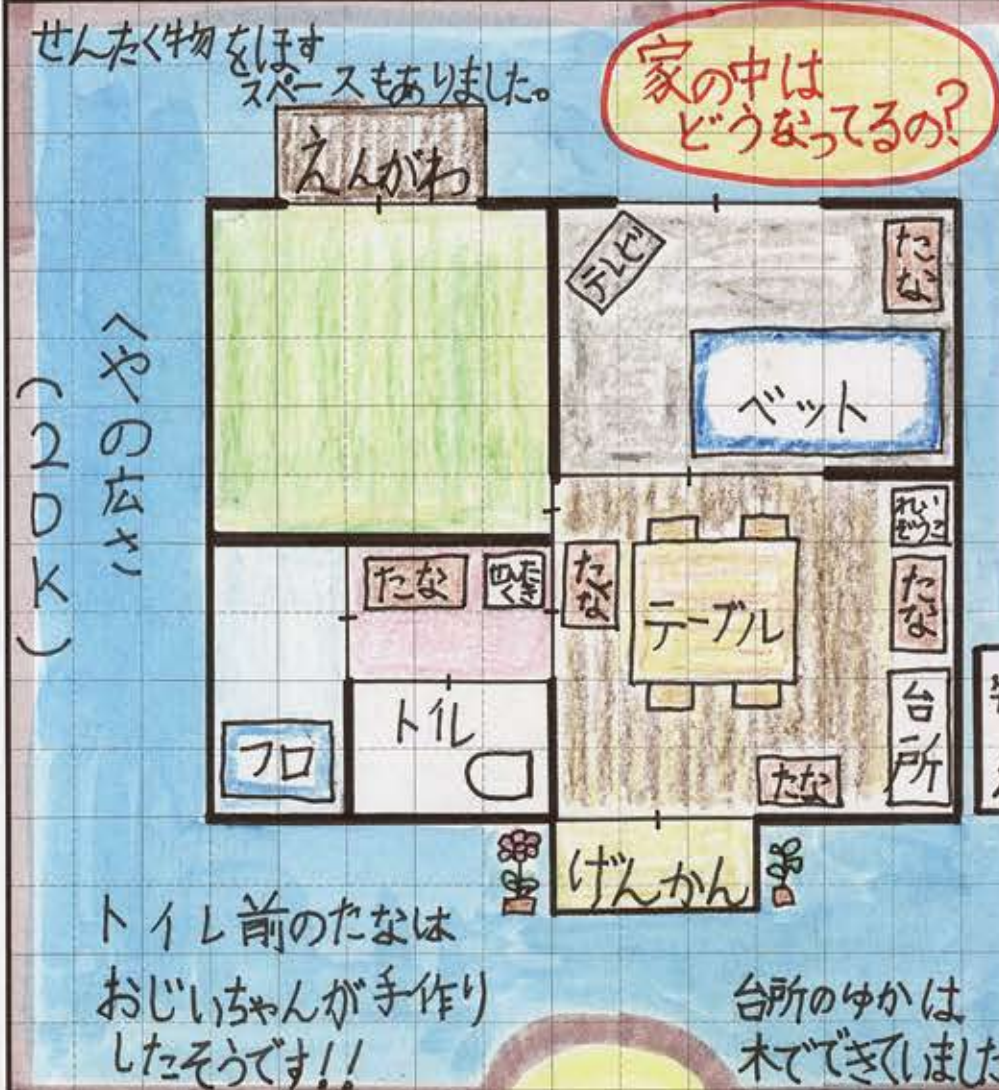 せんたく物をほす
スペースもありました。
家の中は
どうなってるの?
えんがわ
テレビ
たな
ベット
へやの広さ
(2DK)
れいぞうこ
たな
せんたくき
たな
テーブル
たな
トイレ
フロ
台所
たな
げんかん
トイレ前のたなは
おじいちゃんが手作り
したそうです!!
台所のゆかは
木でできていました